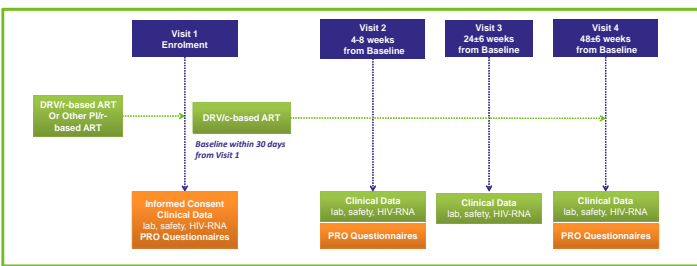 Visit 1
Enrolment
Visit 2
4-8 weeks
from Baseline
Visit 3
24±6 weeks
from Baseline
Visit 4
48±6 weeks
from Baseline
DRV/r-based ART
Or Other PI/r-
based ART
DRV/c-based ART
Baseline within 30 days
from Visit 1
Informed Consent
Clinical Data
lab, safety, HIV-RNA
PRO Questionnaires
Clinical Data
lab, safety, HIV-RNA
PRO Questionnaires
Clinical Data
lab, safety, HIV-RNA
Clinical Data
lab, safety, HIV-RNA
PRO Questionnaires